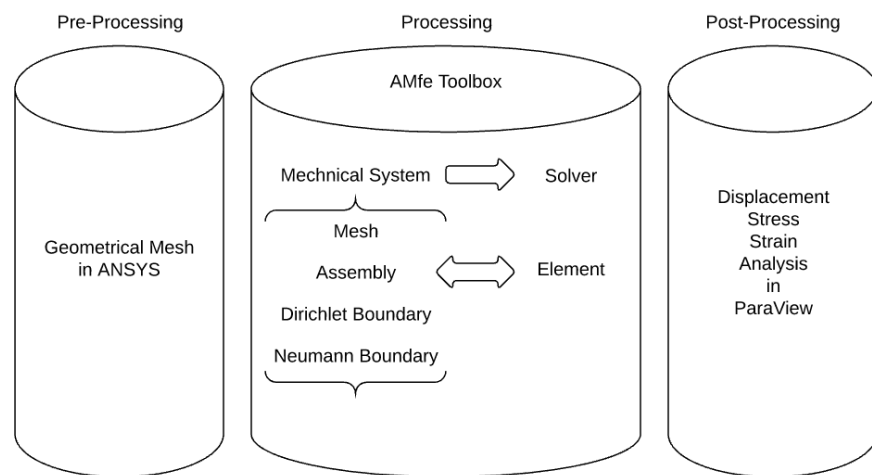 Pre-Processing
Processing
Post-Processing
Geometrical Mesh
in ANSYS
AMfe Toolbox
Mechnical System
Solver
Mesh
Assembly
Element
Dirichlet Boundary
Neumann Boundary
Displacement
Stress
Strain
Analysis
in
ParaView